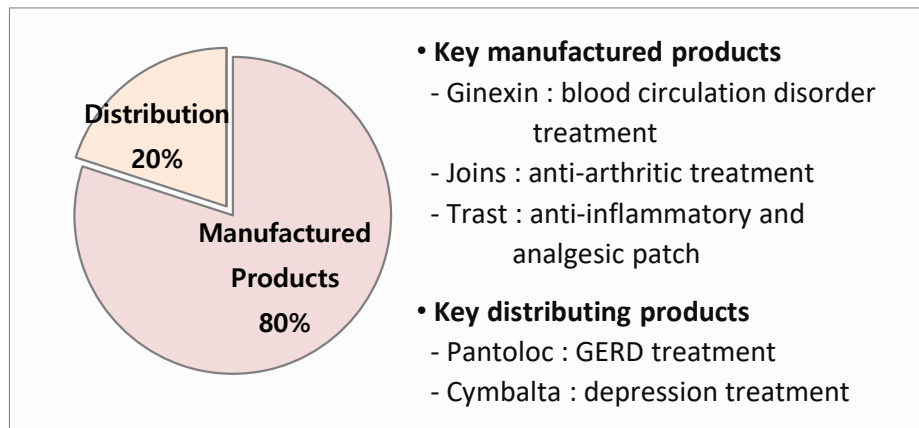 Distribution
20%
Manufactured
Products
80%
• Key manufactured products
- Ginexin : blood circulation disorder
treatment
- Joins : anti-arthritic treatment
- Trast : anti-inflammatory and
analgesic patch
• Key distributing products
- Pantoloc : GERD treatment
- Cymbalta : depression treatment